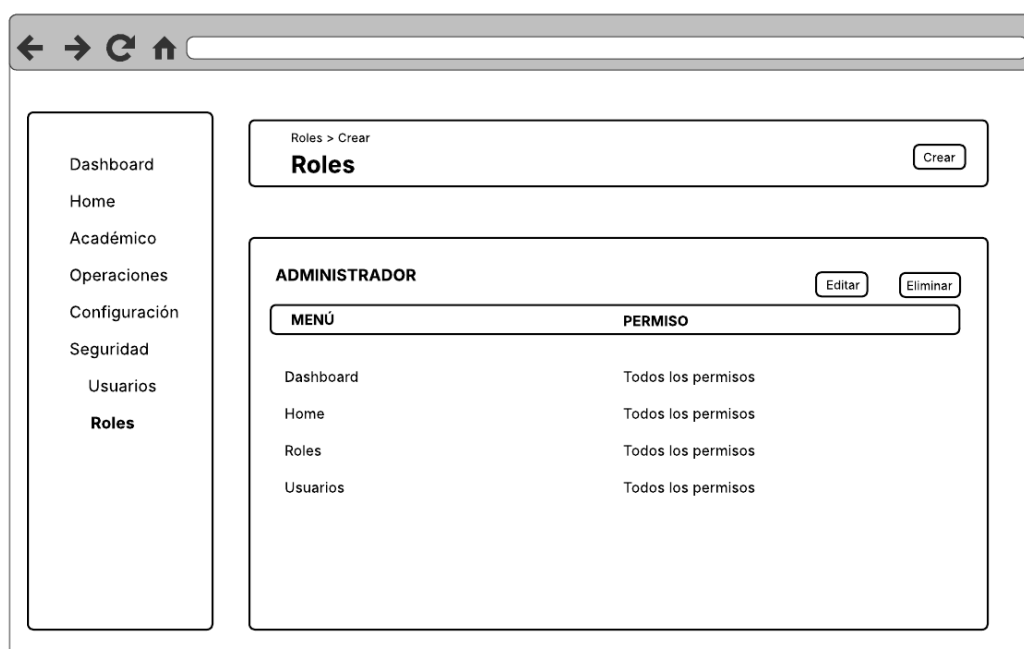 Dashboard
Home
Académico
Operaciones
Configuración
Seguridad
Usuarios
Roles
Roles > Crear
Roles
Crear
ADMINISTRADOR
Editar
Eliminar
MENÚ PERMISO
Dashboard Todos los permisos
Home Todos los permisos
Roles Todos los permisos
Usuarios Todos los permisos